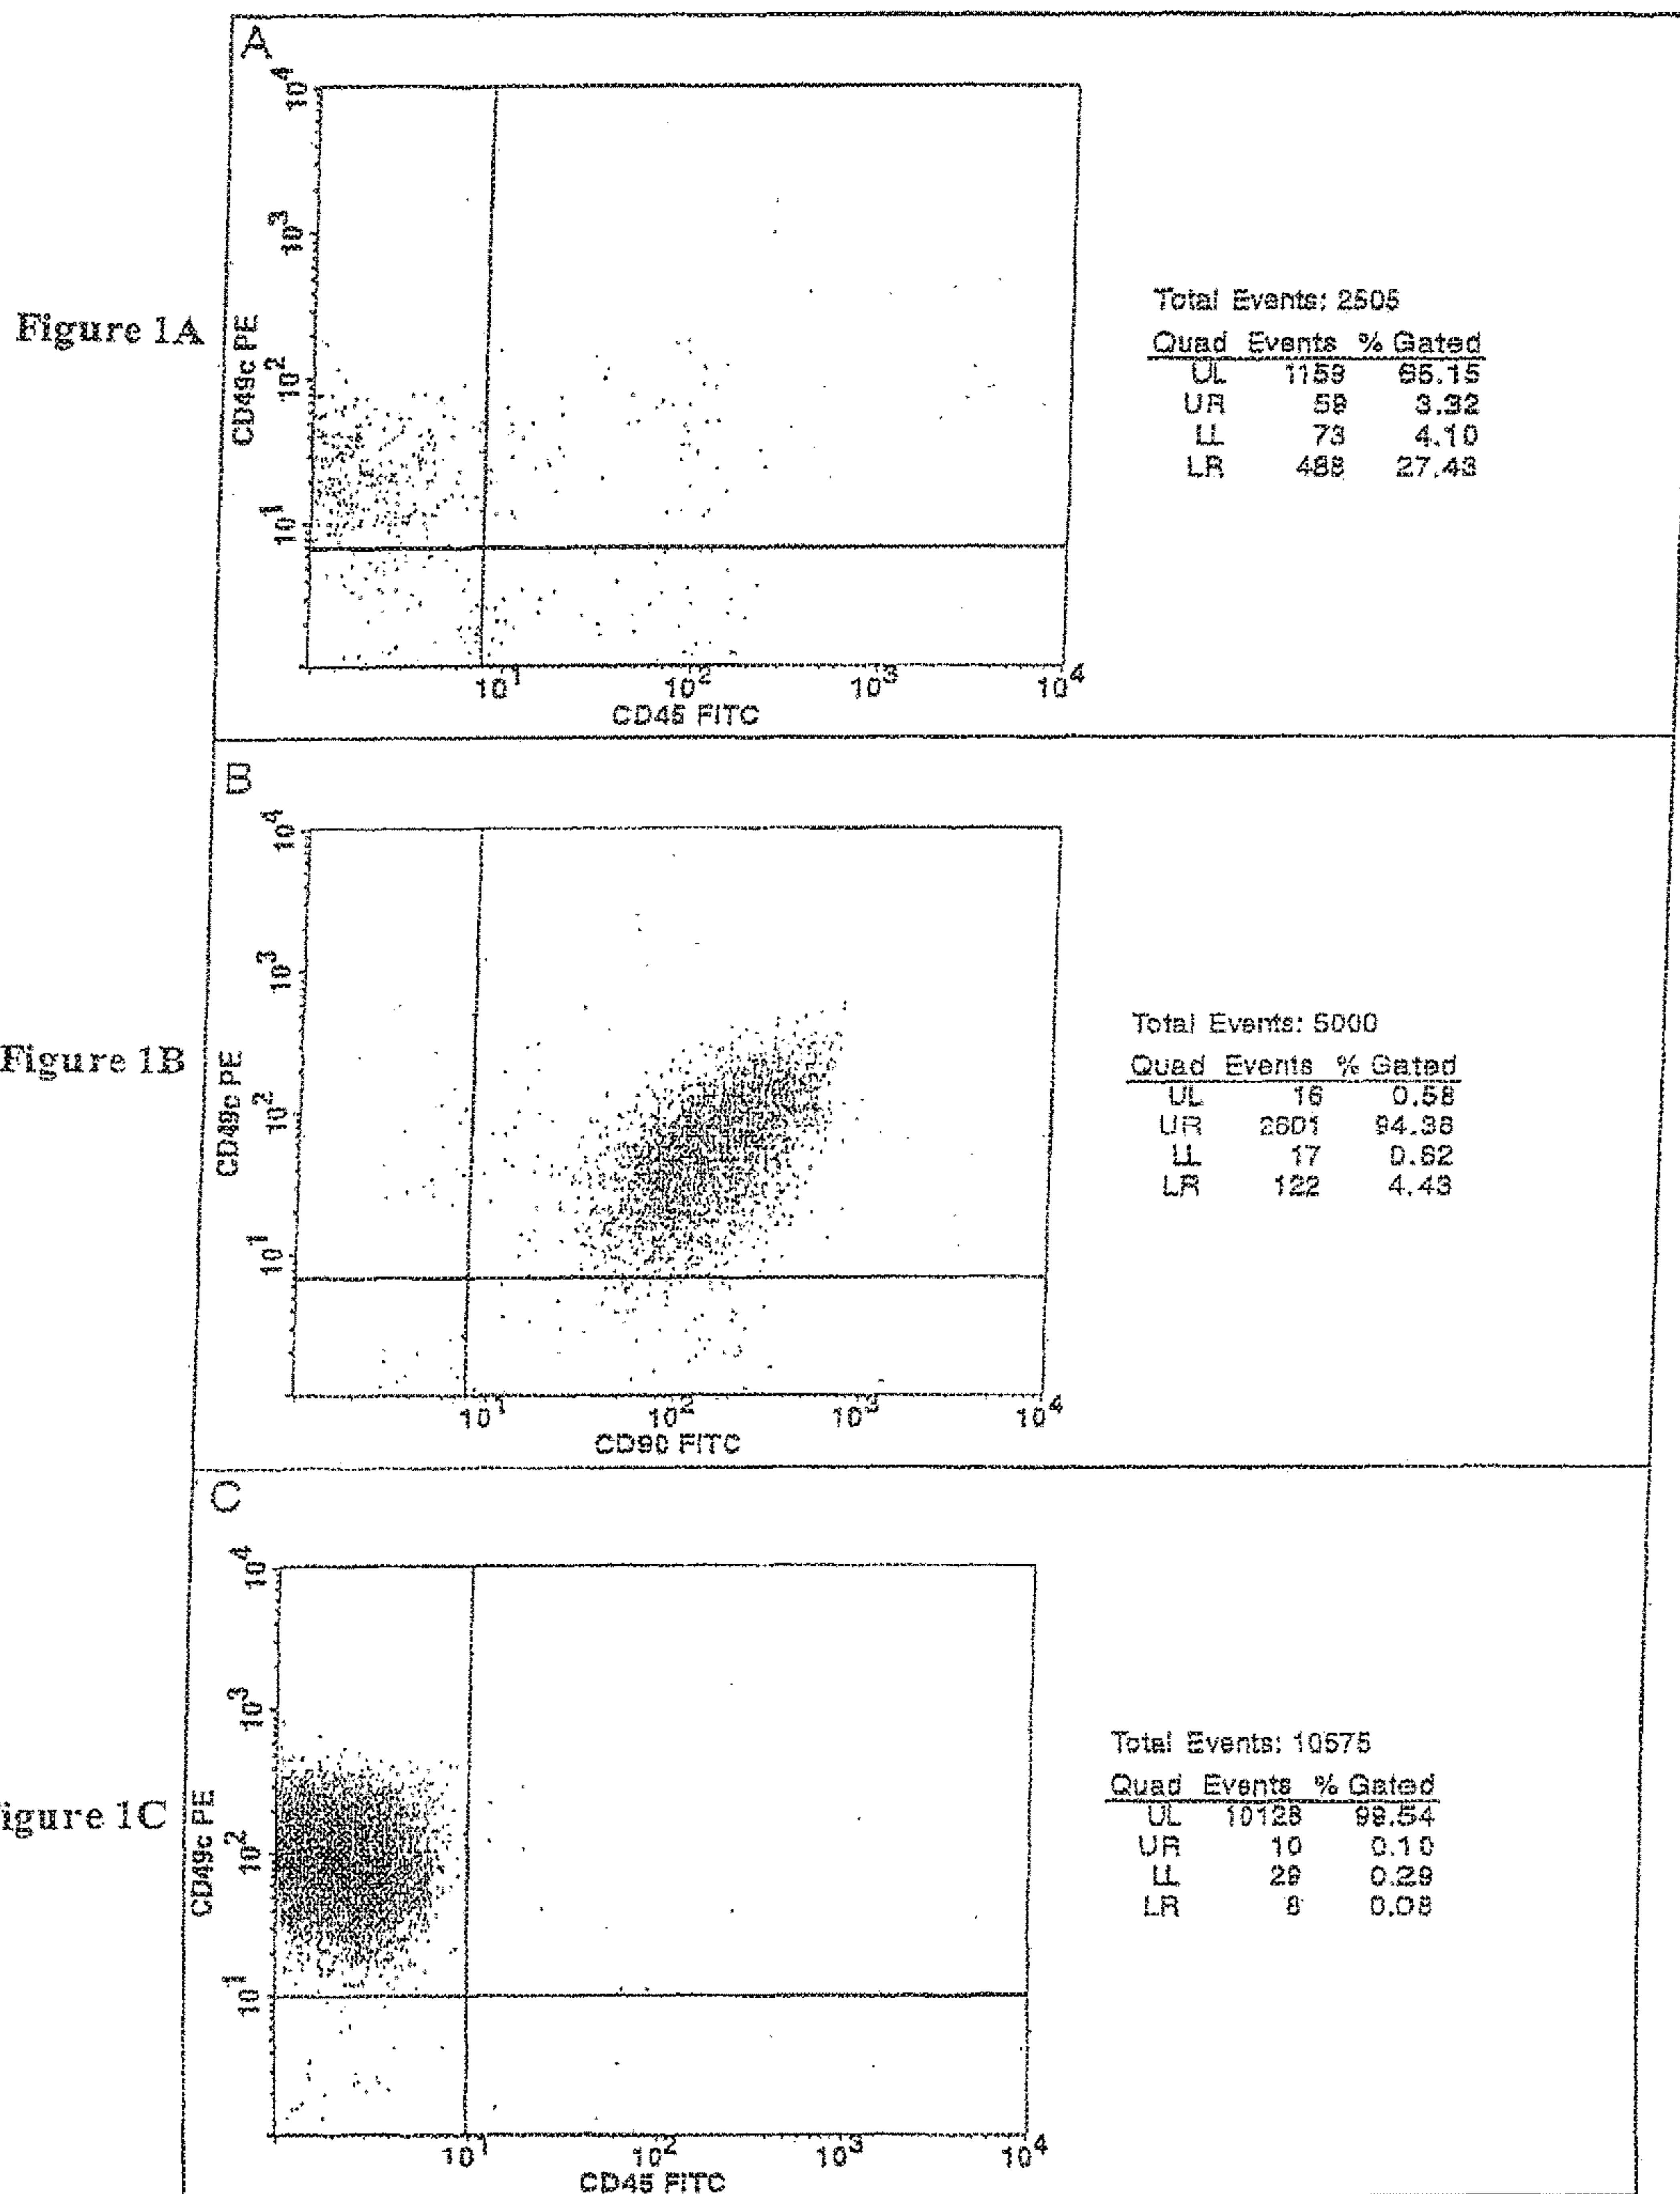 A
Figure 1A
CD49c PE
10^4
10^3
10^2
10^1
10^1 10^2 10^3 10^4
CD45 FITC
Total Events: 2505
Quad Events % Gated
UL 1159 65.15
UR 59 3.32
LL 73 4.10
LR 488 27.43
B
Figure 1B
CD49c PE
10^4
10^3
10^2
10^1
10^1 10^2 10^3 10^4
CD90 FITC
Total Events: 5000
Quad Events % Gated
UL 16 0.58
UR 2601 94.38
LL 17 0.62
LR 122 4.43
C
igure 1C
CD49c PE
10^4
10^3
10^2
10^1
10^1 10^2 10^3 10^4
CD45 FITC
Total Events: 10575
Quad Events % Gated
UL 10128 99.54
UR 10 0.10
LL 29 0.29
LR 8 0.08